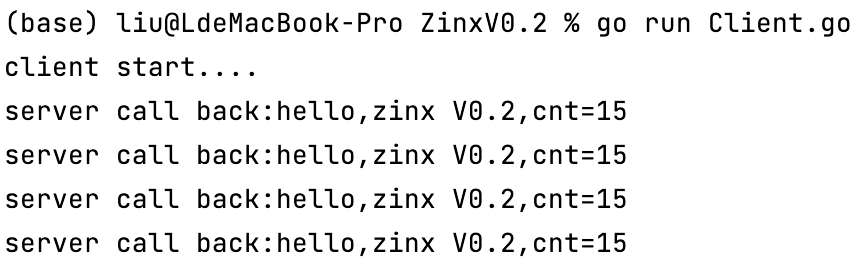 (base) liu@LdeMacBook-Pro ZinxV0.2 % go run Client.go
client start....
server call back:hello,zinx V0.2,cnt=15
server call back:hello,zinx V0.2,cnt=15
server call back:hello,zinx V0.2,cnt=15
server call back:hello,zinx V0.2,cnt=15